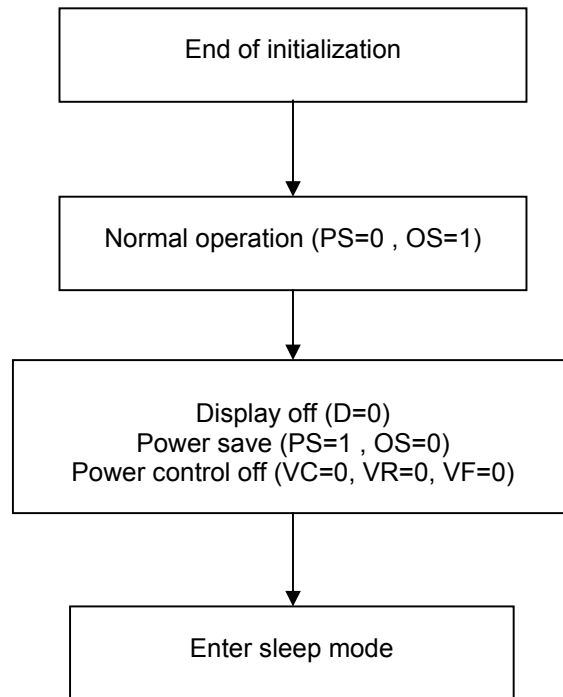 End of initialization
Normal operation (PS=0 , OS=1)
Display off (D=0)
Power save (PS=1 , OS=0)
Power control off (VC=0, VR=0, VF=0)
Enter sleep mode